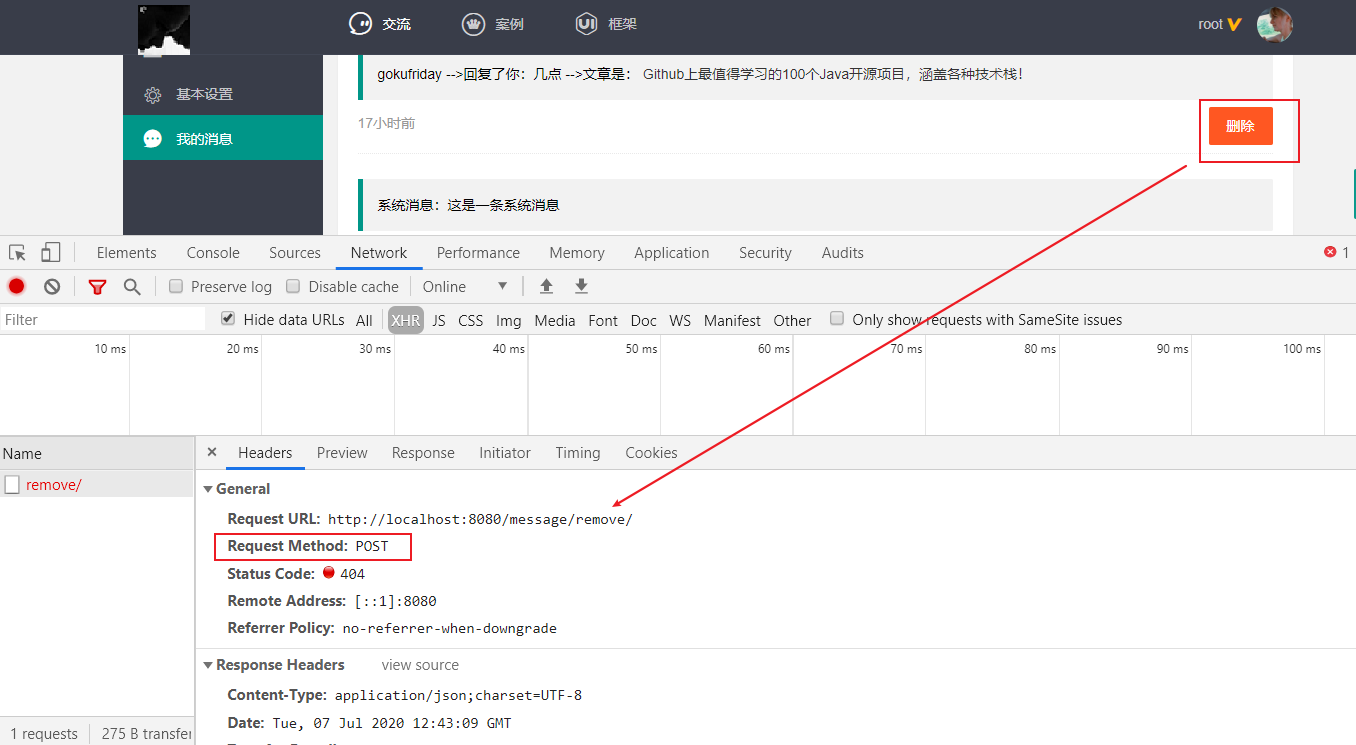 交流 案例 框架 root
gokufriday -->回复了你：几点 -->文章是： Github上最值得学习的100个Java开源项目，涵盖各种技术栈！
基本设置
17小时前 删除
我的消息
系统消息：这是一条系统消息
Elements Console Sources Network Performance Memory Application Security Audits 1
Preserve log Disable cache Online
Filter Hide data URLs All XHR JS CSS Img Media Font Doc WS Manifest Other Only show requests with SameSite issues
10 ms 20 ms 30 ms 40 ms 50 ms 60 ms 70 ms 80 ms 90 ms 100 ms
Name × Headers Preview Response Initiator Timing Cookies
remove/ General
Request URL: http://localhost:8080/message/remove/
Request Method: POST
Status Code: 404
Remote Address: [::1]:8080
Referrer Policy: no-referrer-when-downgrade
Response Headers view source
Content-Type: application/json;charset=UTF-8
Date: Tue, 07 Jul 2020 12:43:09 GMT
1 requests 275 B transfer